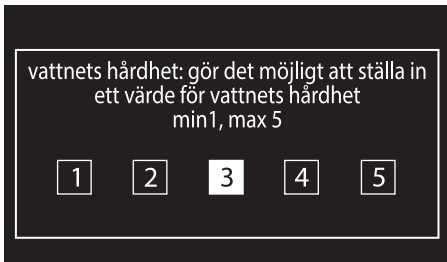 vattnets hårdhet: gör det möjligt att ställa in
ett värde för vattnets hårdhet
min1, max 5
1 2 3 4 5